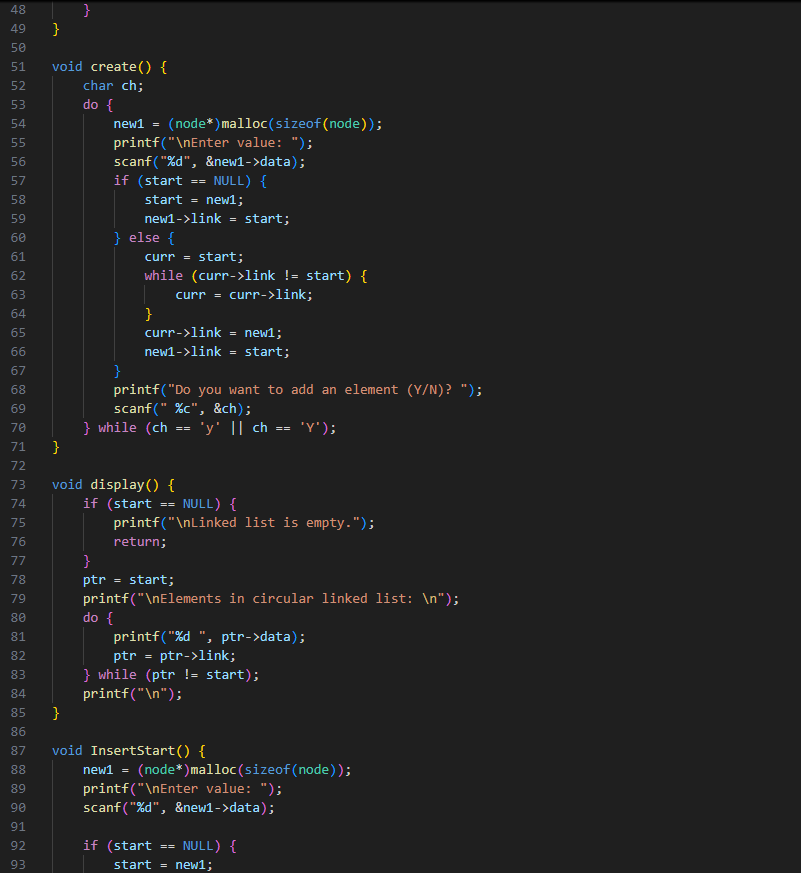 48         }
49     }
50
51     void create() {
52         char ch;
53         do {
54             new1 = (node*)malloc(sizeof(node));
55             printf("\nEnter value: ");
56             scanf("%d", &new1->data);
57             if (start == NULL) {
58                 start = new1;
59                 new1->link = start;
60             } else {
61                 curr = start;
62                 while (curr->link != start) {
63                     curr = curr->link;
64                 }
65                 curr->link = new1;
66                 new1->link = start;
67             }
68             printf("Do you want to add an element (Y/N)? ");
69             scanf(" %c", &ch);
70         } while (ch == 'y' || ch == 'Y');
71     }
72
73     void display() {
74         if (start == NULL) {
75             printf("\nLinked list is empty.");
76             return;
77         }
78         ptr = start;
79         printf("\nElements in circular linked list: \n");
80         do {
81             printf("%d ", ptr->data);
82             ptr = ptr->link;
83         } while (ptr != start);
84         printf("\n");
85     }
86
87     void InsertStart() {
88         new1 = (node*)malloc(sizeof(node));
89         printf("\nEnter value: ");
90         scanf("%d", &new1->data);
91
92         if (start == NULL) {
93             start = new1;